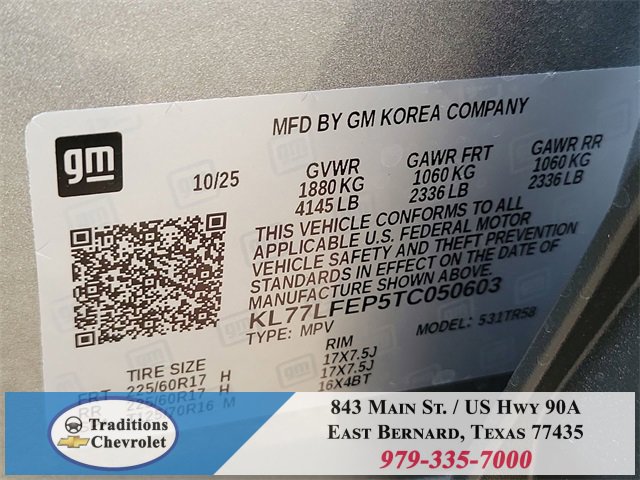 MFD BY GM KOREA COMPANY
gm
10/25
GVWR
1880 KG
4145 LB
GAWR FRT
1060 KG
2336 LB
GAWR RR
1060 KG
2336 LB
THIS VEHICLE CONFORMS TO ALL
APPLICABLE U.S. FEDERAL MOTOR
VEHICLE SAFETY AND THEFT PREVENTION
STANDARDS IN EFFECT ON THE DATE OF
MANUFACTURE SHOWN ABOVE.
KL77LFEP5TC050603
TYPE: MPV
MODEL: 531TR58
TIRE SIZE
RIM
FRT 225/60R17 H 17X7.5J
RR 225/60R17 H 17X7.5J
T125/70R16 M 16X4BT
Traditions
Chevrolet
843 Main St. / US Hwy 90A
East Bernard, Texas 77435
979-335-7000